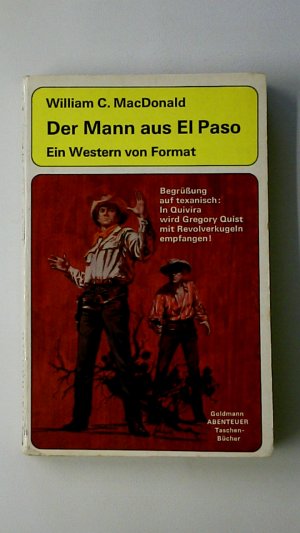 William C. MacDonald
Der Mann aus El Paso
Ein Western von Format
Begrüßung
auf texanisch:
In Quivira
wird Gregory Quist
mit Revolverkugeln
empfangen!
Goldmann
ABENTEUER
Taschen-
Bücher